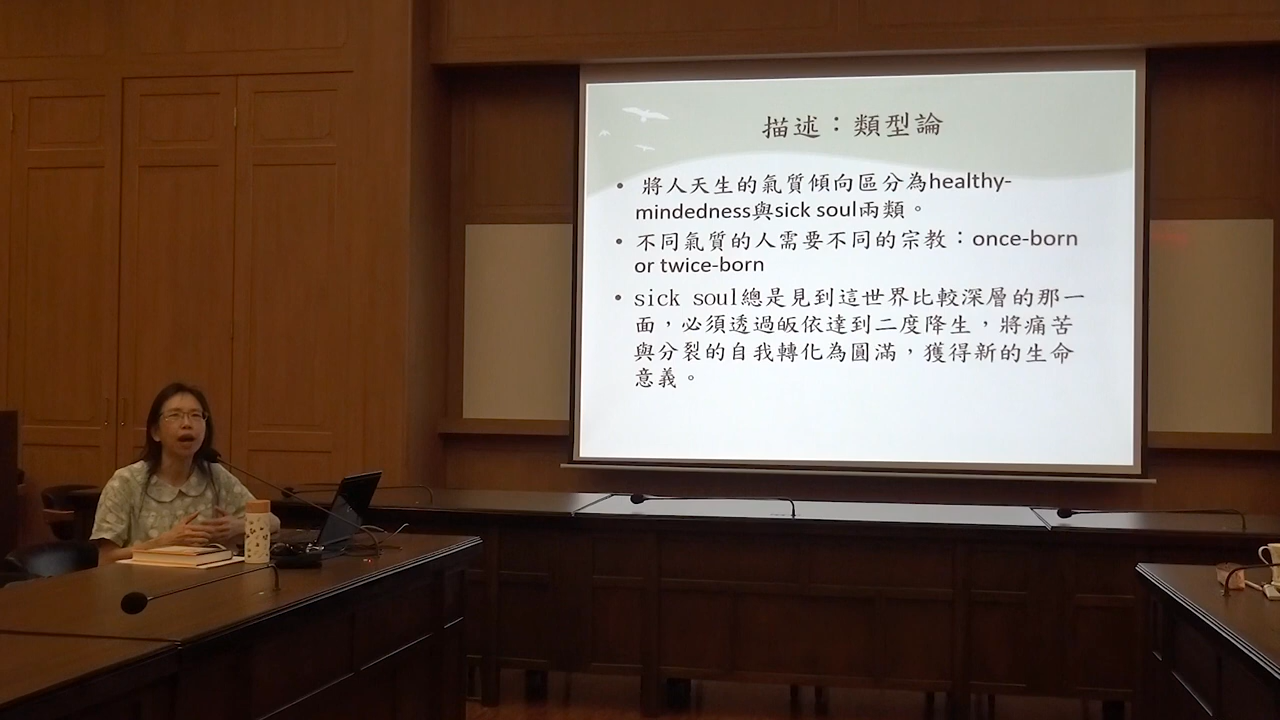 描述：類型論
• 將人天生的氣質傾向區分為healthy-
mindedness與sick soul兩類。
• 不同氣質的人需要不同的宗教：once-born
or twice-born
• sick soul總是見到這世界比較深層的那一
面，必須透過皈依達到二度降生，將痛苦
與分裂的自我轉化為圓滿，獲得新的生命
意義。